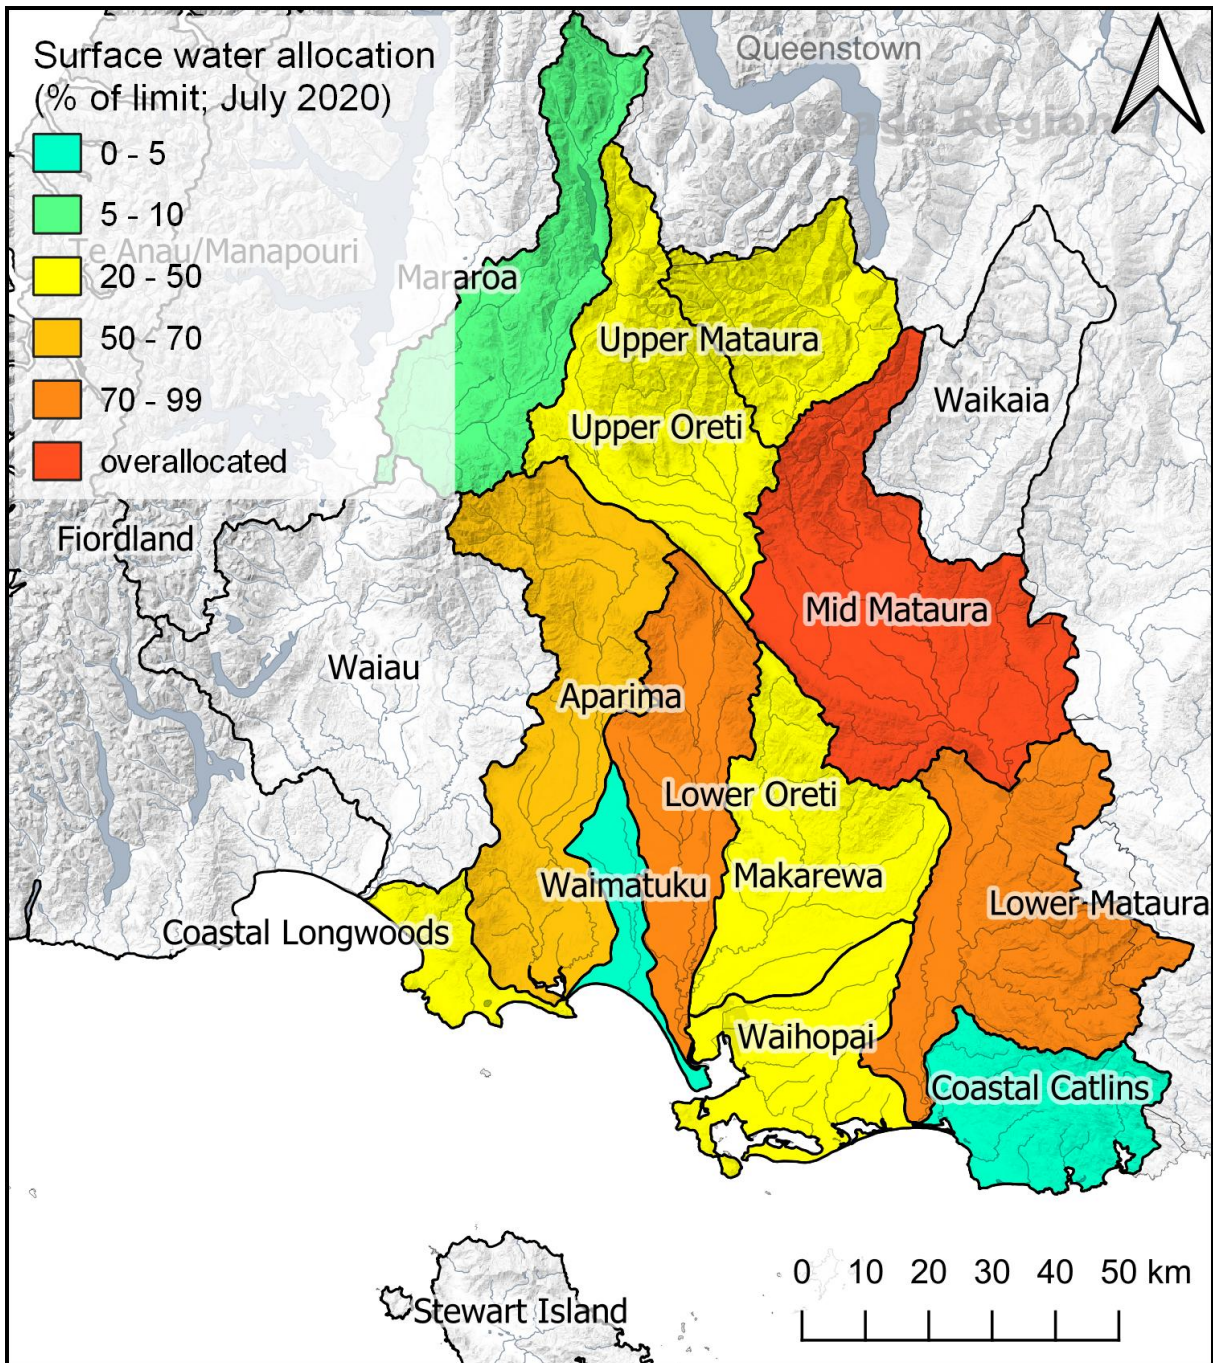 Surface water allocation
(% of limit; July 2020)
0 - 5
5 - 10
20 - 50
50 - 70
70 - 99
overallocated
Queenstown
Otago Region
Te Anau/Manapouri
Mararoa
Upper Mataura
Waikaia
Upper Oreti
Fiordland
Mid Mataura
Waiau
Aparima
Lower Oreti
Waimatuku
Makarewa
Lower Mataura
Coastal Longwoods
Waihopai
Coastal Catlins
0 10 20 30 40 50 km
Stewart Island